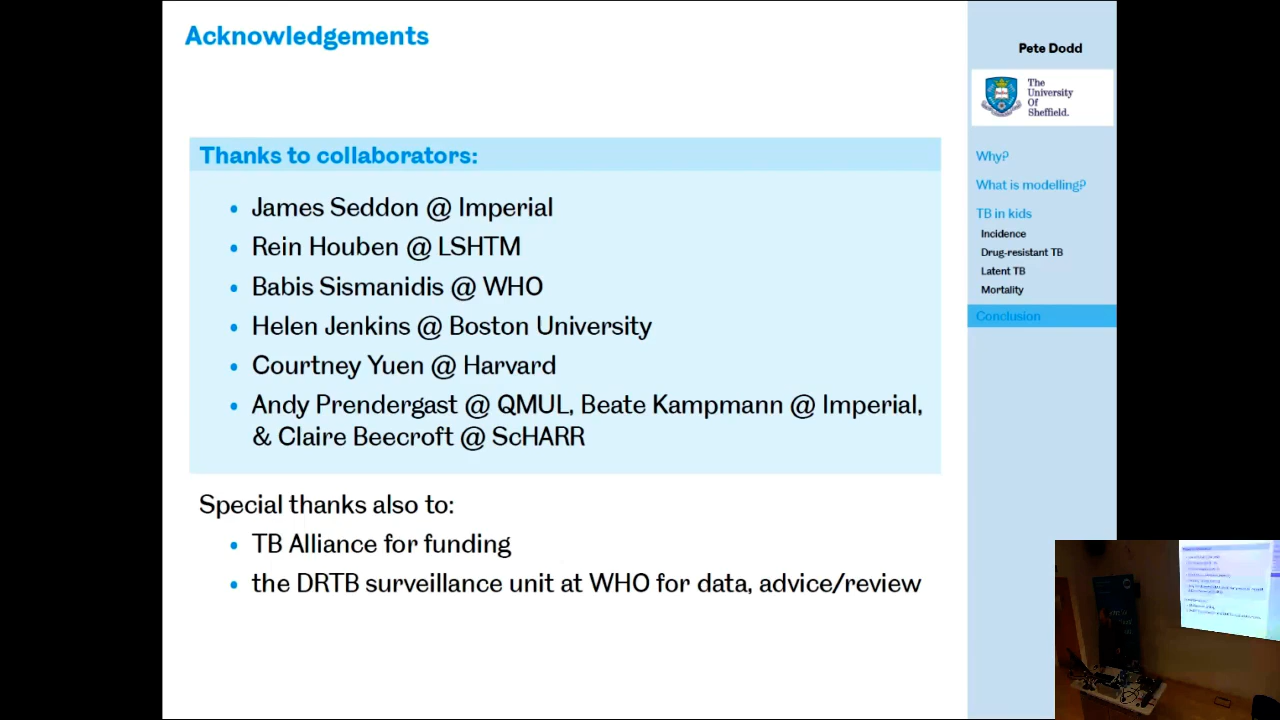 Acknowledgements
Thanks to collaborators:
James Seddon @ Imperial
Rein Houben @ LSHTM
Babis Sismanidis @ WHO
Helen Jenkins @ Boston University
Courtney Yuen @ Harvard
Andy Prendergast @ QMUL, Beate Kampmann @ Imperial,
& Claire Beecroft @ ScHARR
Special thanks also to:
TB Alliance for funding
the DRTB surveillance unit at WHO for data, advice/review
Pete Dodd
The
University
Of
Sheffield.
Why?
What is modelling?
TB in kids
Incidence
Drug-resistant TB
Latent TB
Mortality
Conclusion